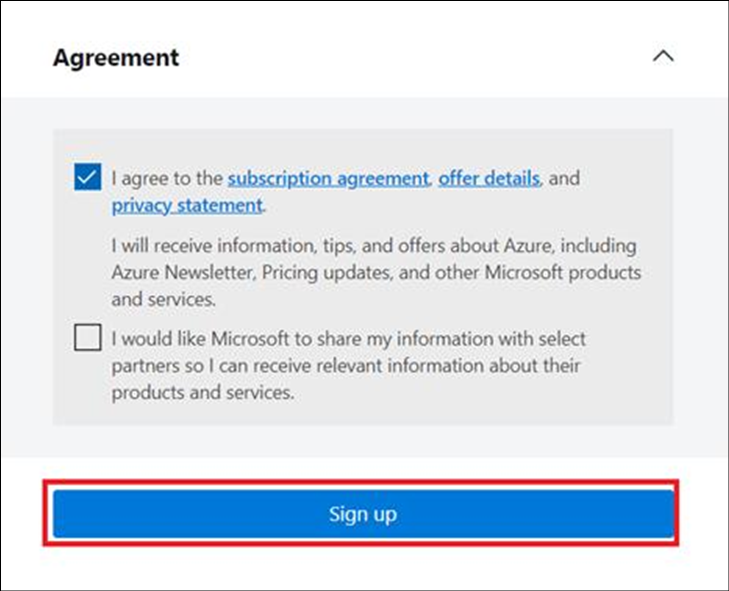 Agreement
I agree to the subscription agreement, offer details, and
privacy statement.
I will receive information, tips, and offers about Azure, including
Azure Newsletter, Pricing updates, and other Microsoft products
and services.
I would like Microsoft to share my information with select
partners so I can receive relevant information about their
products and services.
Sign up